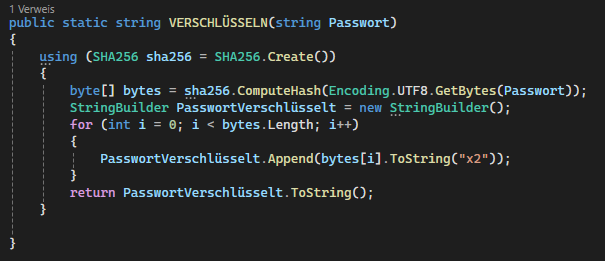 1 Verweis
public static string VERSCHLÜSSELN(string Passwort)
{
using (SHA256 sha256 = SHA256.Create())
{
byte[] bytes = sha256.ComputeHash(Encoding.UTF8.GetBytes(Passwort));
StringBuilder PasswortVerschlüsselt = new StringBuilder();
for (int i = 0; i < bytes.Length; i++)
{
PasswortVerschlüsselt.Append(bytes[i].ToString("x2"));
}
return PasswortVerschlüsselt.ToString();
}
}